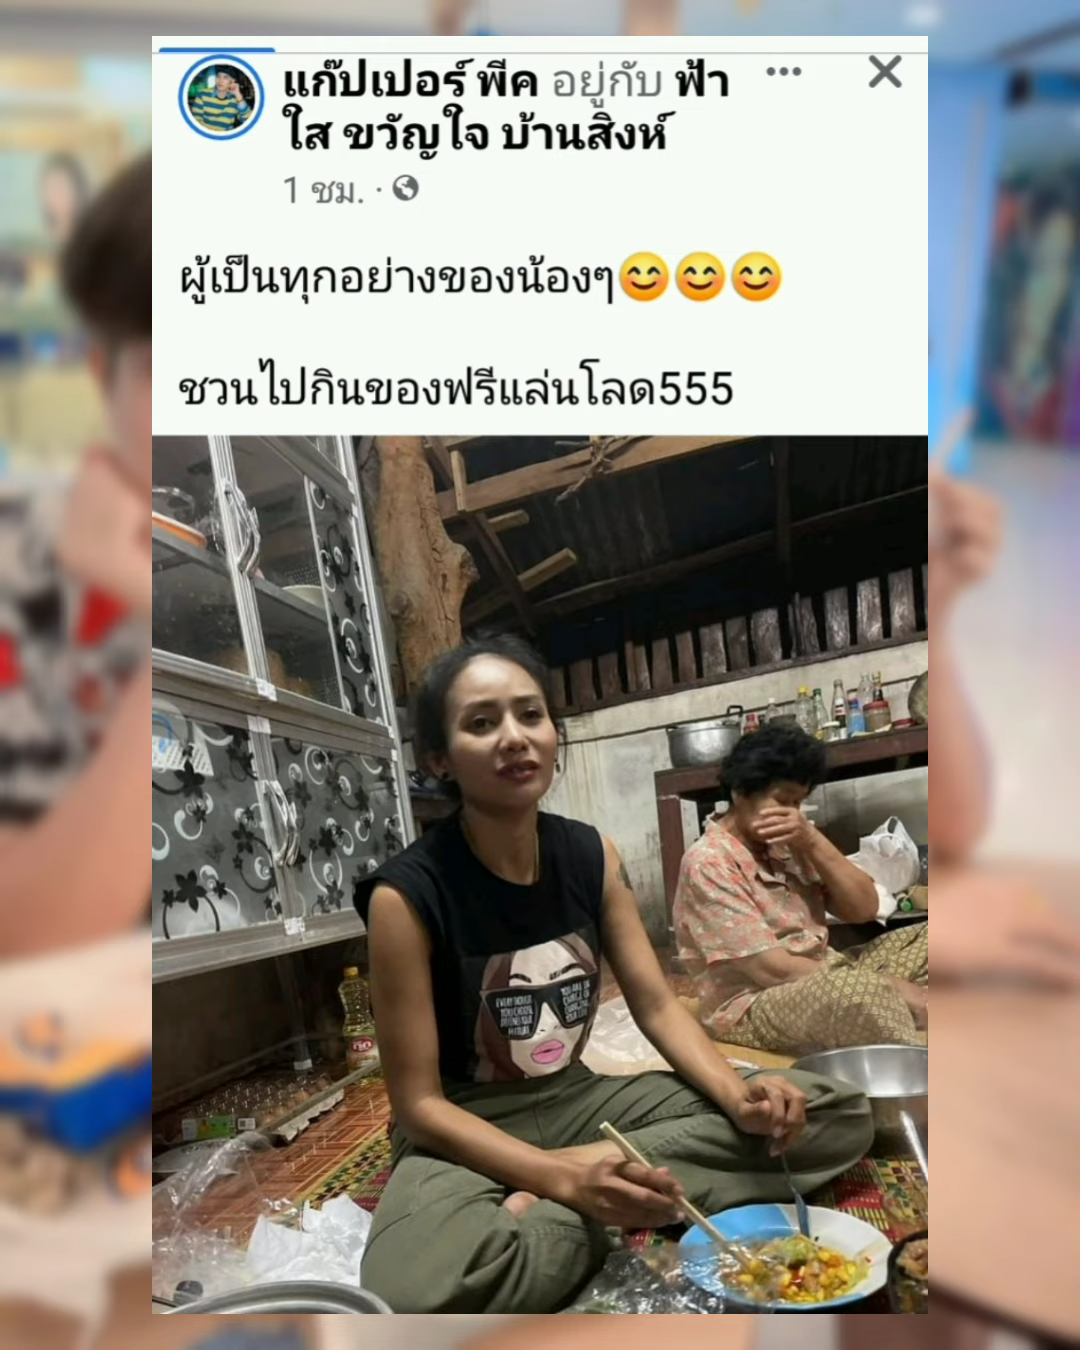 แก๊ปเปอร์ พีค อยู่กับ ฟ้า
ใส ขวัญใจ บ้านสิงห์
1 ชม.
ผู้เป็นทุกอย่างของน้องๆ😊😊😊
ชวนไปกินของฟรีแล่นโลด555